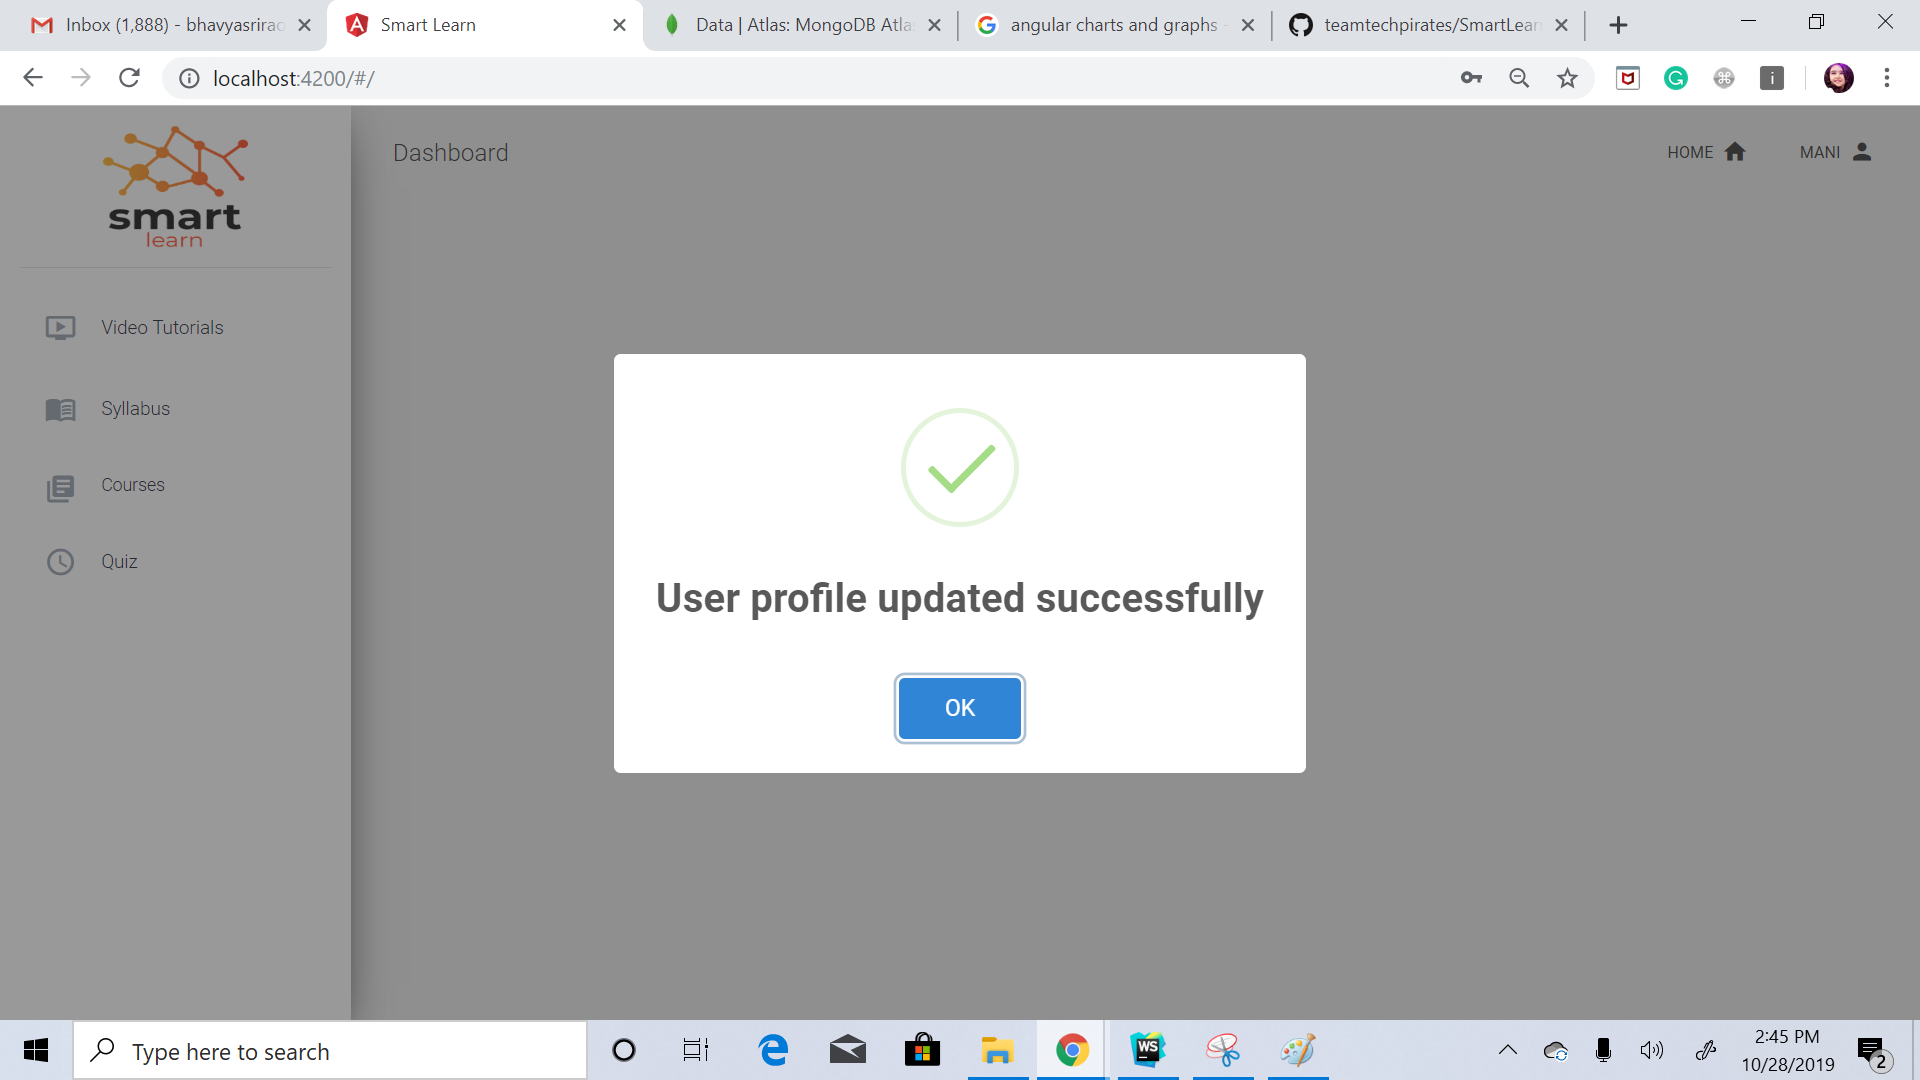 Inbox (1,888) - bhavyasrirao
Smart Learn
Data | Atlas: MongoDB Atla
angular charts and graphs -
teamtechpirates/SmartLear
localhost:4200/#/
smart
learn
Dashboard
HOME
MANI
Video Tutorials
Syllabus
Courses
Quiz
User profile updated successfully
OK
Type here to search
WS
2:45 PM
10/28/2019
2